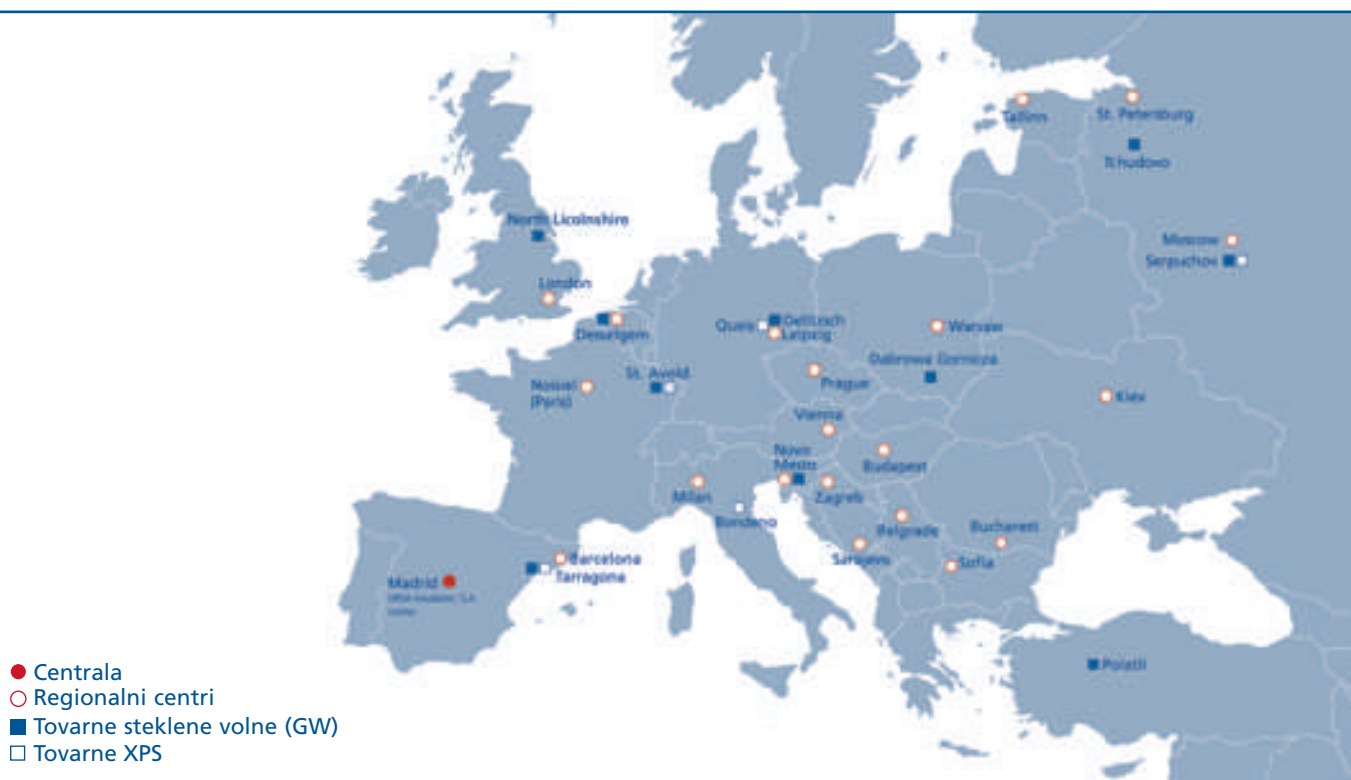 Tallinn
St. Petersburg
Tchudovo
North Licolnshire
Moscow
Serpuchov
London
Desselgem
Queis
Delitzsch
Leipzig
Warsaw
Dabrowa Gornicza
St. Avold
Prague
(Paris)
Kiev
Vienna
Budapest
Novo
Mesto
Zagreb
Milan
Bondeno
Belgrade
Bucharest
Sarajevo
Sofia
Barcelona
Tarragona
Madrid
Polatli
Centrala
Regionalni centri
Tovarne steklene volne (GW)
Tovarne XPS